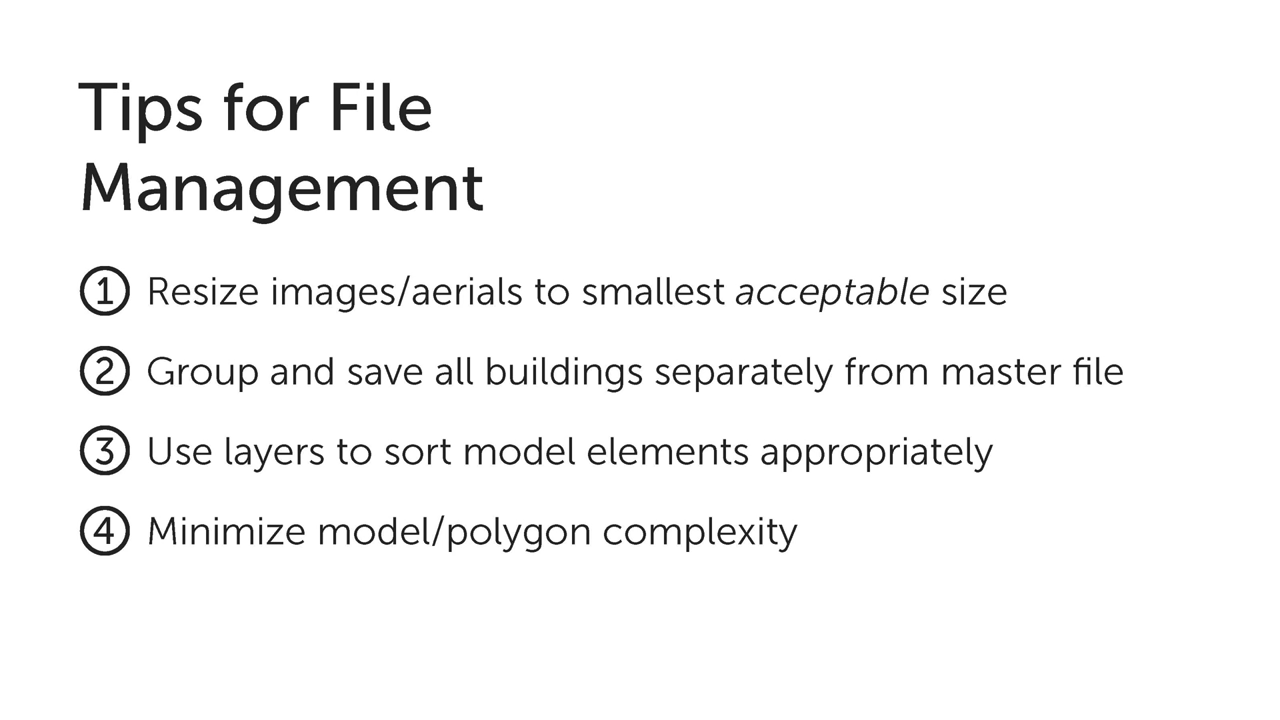 Tips for File
Management
1 Resize images/aerials to smallest acceptable size
2 Group and save all buildings separately from master file
3 Use layers to sort model elements appropriately
4 Minimize model/polygon complexity